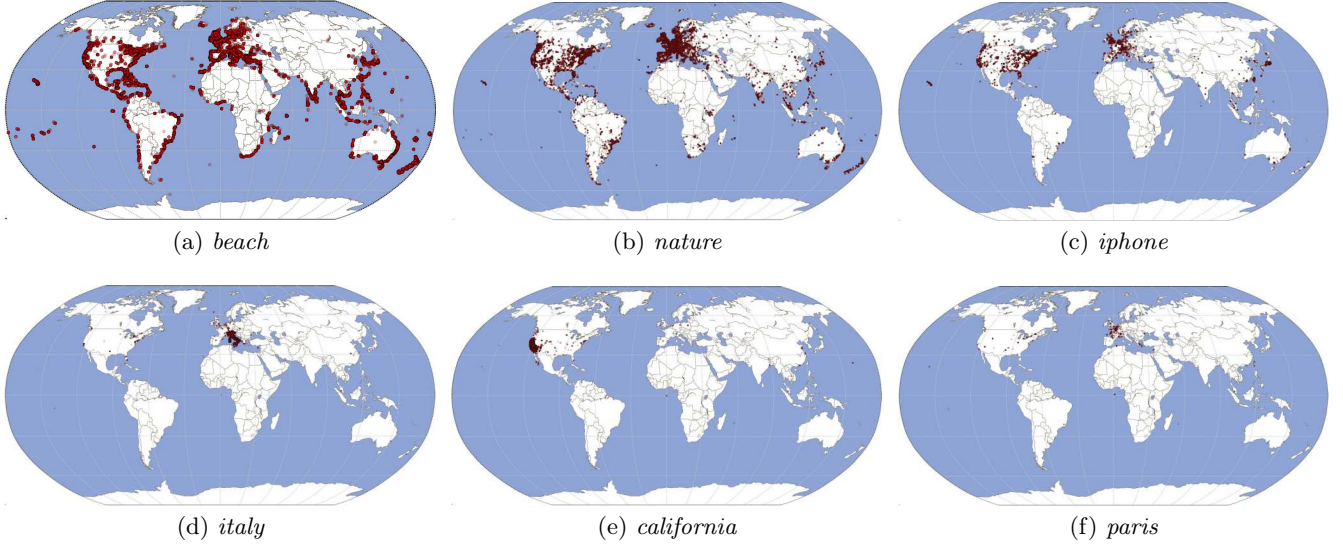 (a) beach
(b) nature
(c) iphone
(d) italy
(e) california
(f) paris